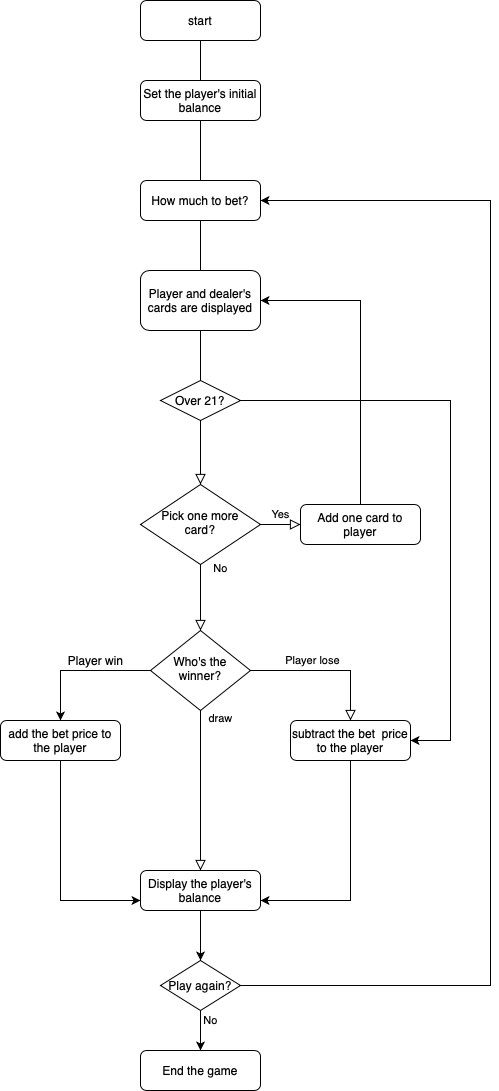 start
Set the player's initial
balance
How much to bet?
Player and dealer's
cards are displayed
Over 21?
Pick one more
card?
Yes
Add one card to
player
No
Who's the
winner?
Player win
Player lose
draw
add the bet price to
the player
subtract the bet  price
to the player
Display the player's
balance
Play again?
No
End the game